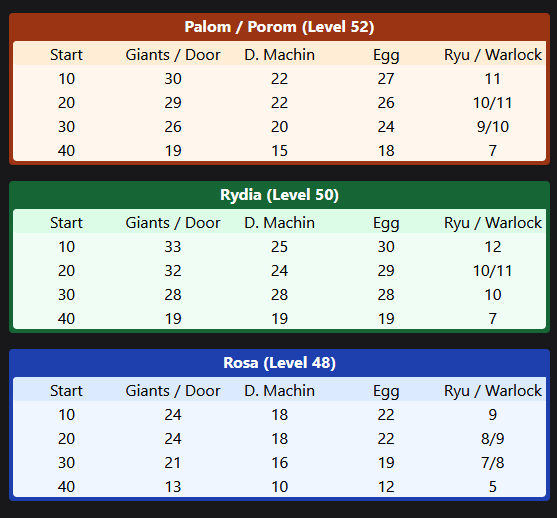 Palom / Porom (Level 52)
Start Giants / Door D. Machin Egg Ryu / Warlock
10 30 22 27 11
20 29 22 26 10/11
30 26 20 24 9/10
40 19 15 18 7
Rydia (Level 50)
Start Giants / Door D. Machin Egg Ryu / Warlock
10 33 25 30 12
20 32 24 29 10/11
30 28 28 28 10
40 19 19 19 7
Rosa (Level 48)
Start Giants / Door D. Machin Egg Ryu / Warlock
10 24 18 22 9
20 24 18 22 8/9
30 21 16 19 7/8
40 13 10 12 5